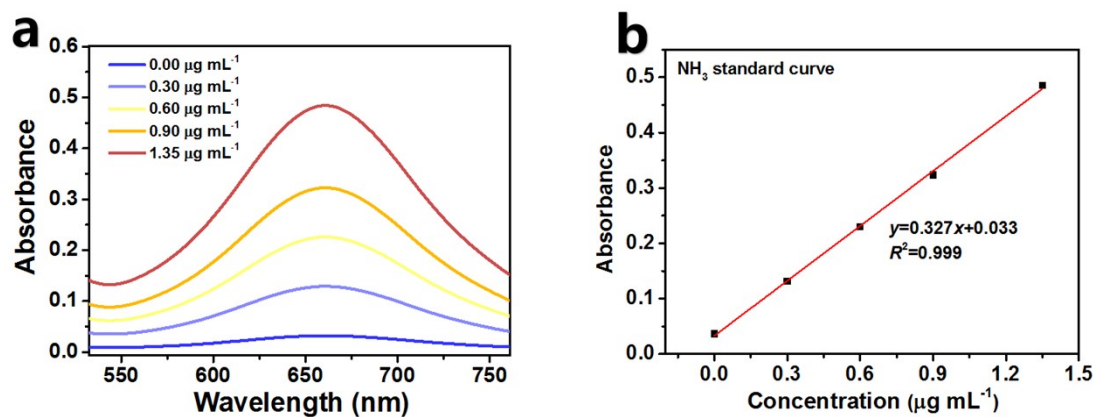 a
0.6
0.5
0.4
0.3
0.2
0.1
0.0
Absorbance
0.00 μg mL⁻¹
0.30 μg mL⁻¹
0.60 μg mL⁻¹
0.90 μg mL⁻¹
1.35 μg mL⁻¹
550 600 650 700 750
Wavelength (nm)
b
NH₃ standard curve
0.5
0.4
0.3
0.2
0.1
0.0
Absorbance
y=0.327x+0.033
R²=0.999
0.0 0.3 0.6 0.9 1.2 1.5
Concentration (μg mL⁻¹)